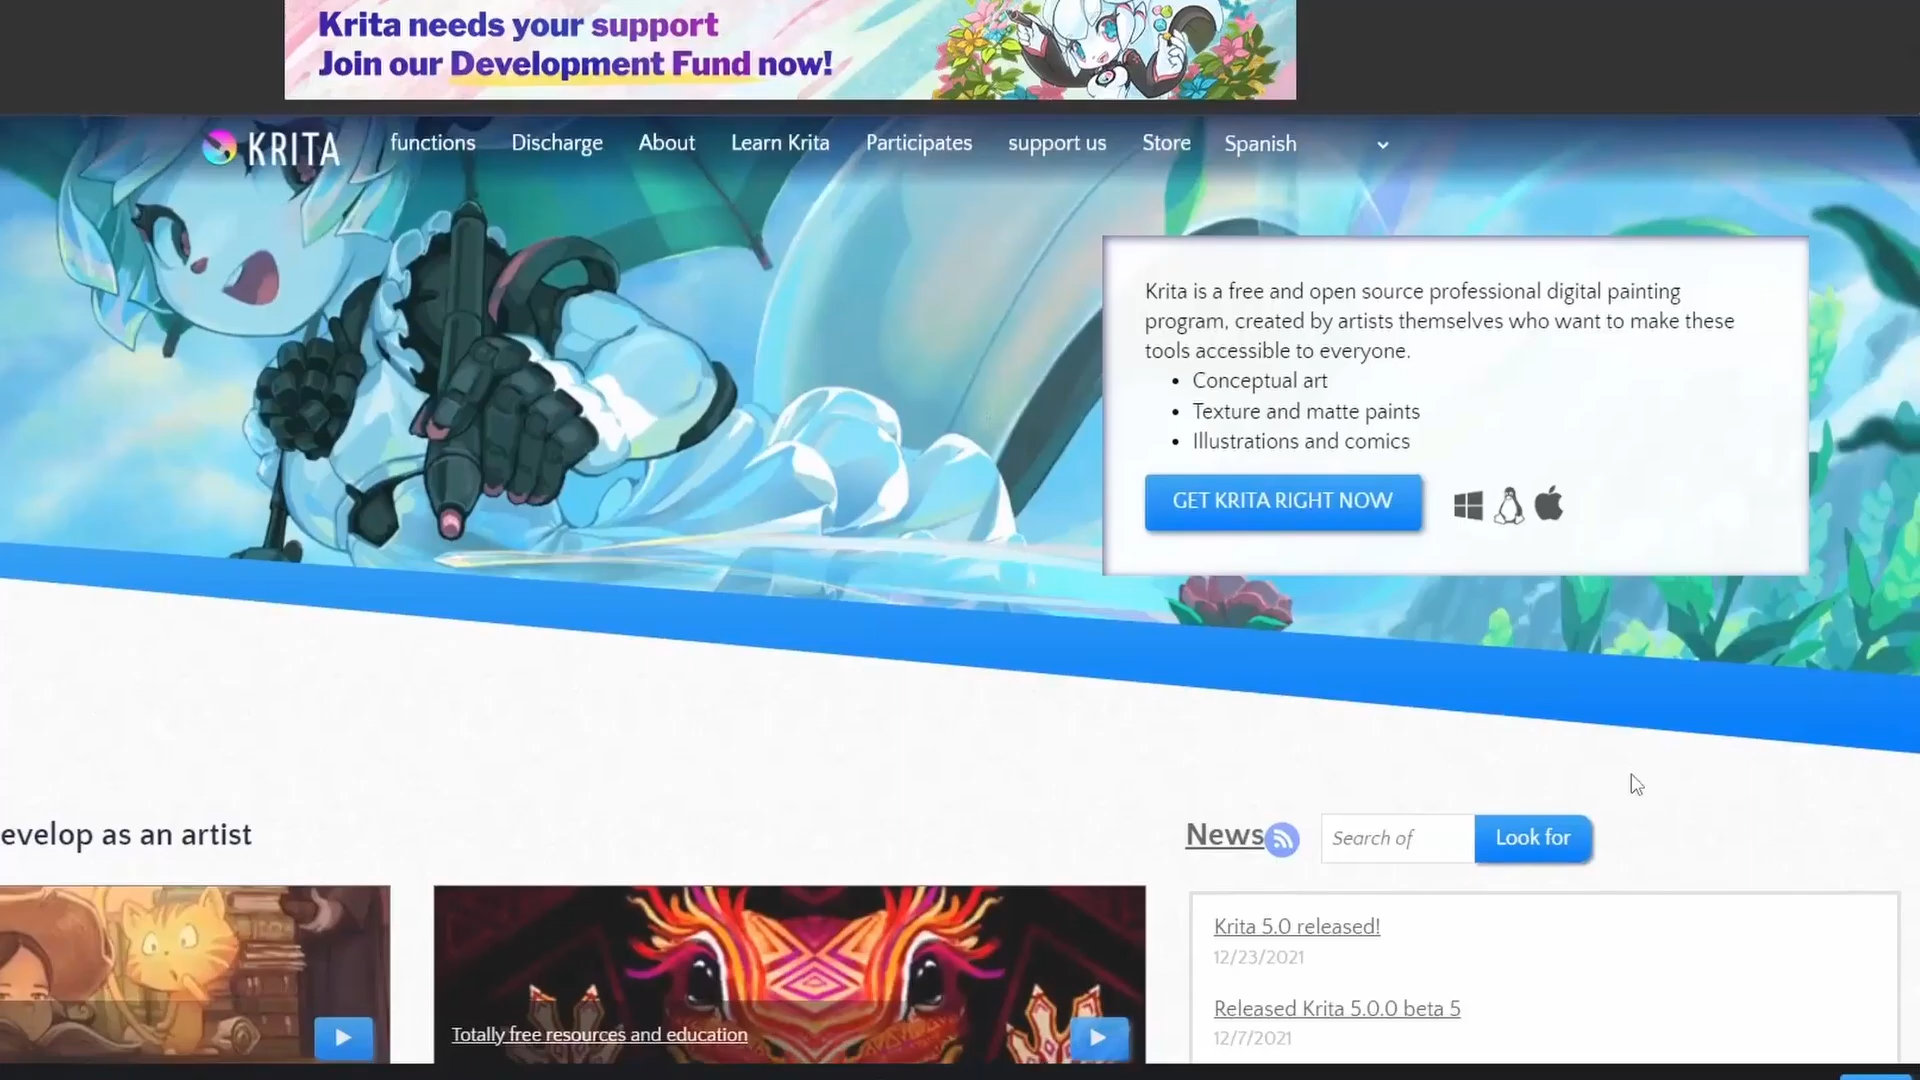 Krita needs your support
Join our Development Fund now!
KRITA
functions
Discharge
About
Learn Krita
Participates
support us
Store
Spanish
Krita is a free and open source professional digital painting
program, created by artists themselves who want to make these
tools accessible to everyone.
Conceptual art
Texture and matte paints
Illustrations and comics
GET KRITA RIGHT NOW
evelop as an artist
News
Search of
Look for
Totally free resources and education
Krita 5.0 released!
12/23/2021
Released Krita 5.0.0 beta 5
12/7/2021